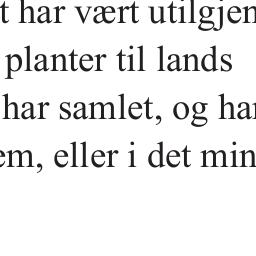 t har vært utilgjen
planter til lands
har samlet, og har
em, eller i det min